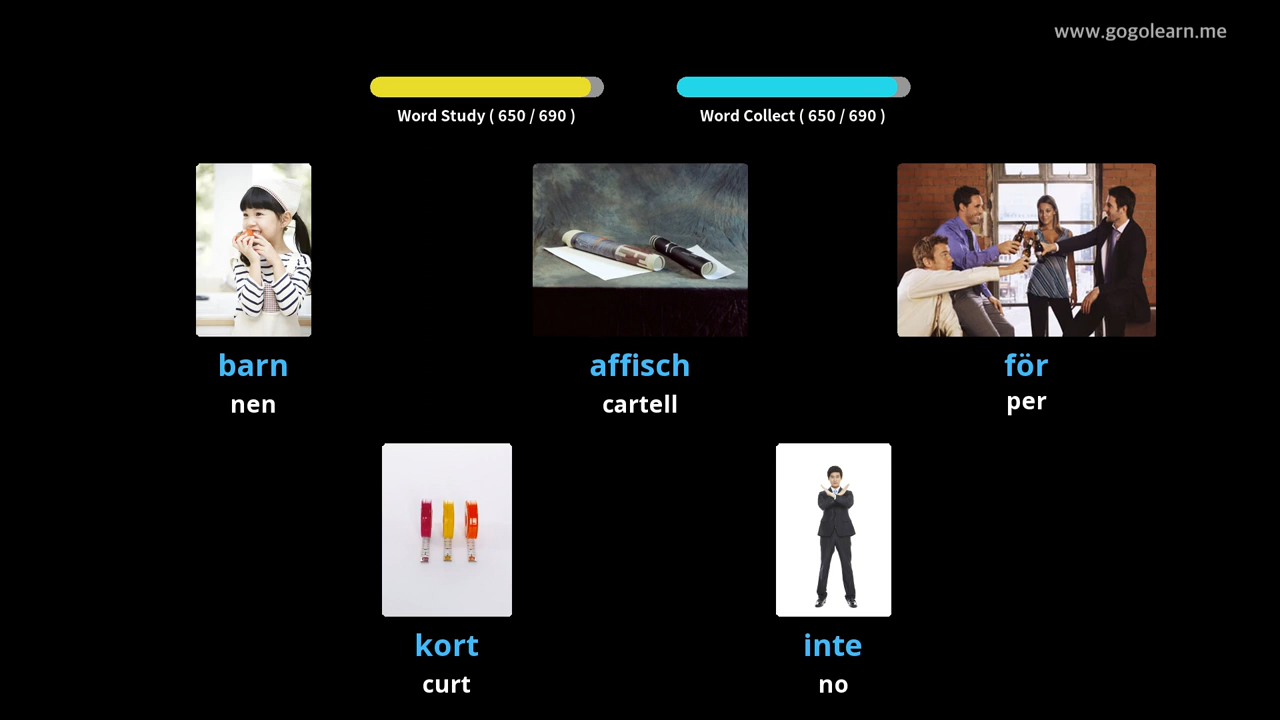 www.gogolearn.me
Word Study ( 650 / 690 )
Word Collect ( 650 / 690 )
barn
nen
affisch
cartell
för
per
kort
curt
inte
no